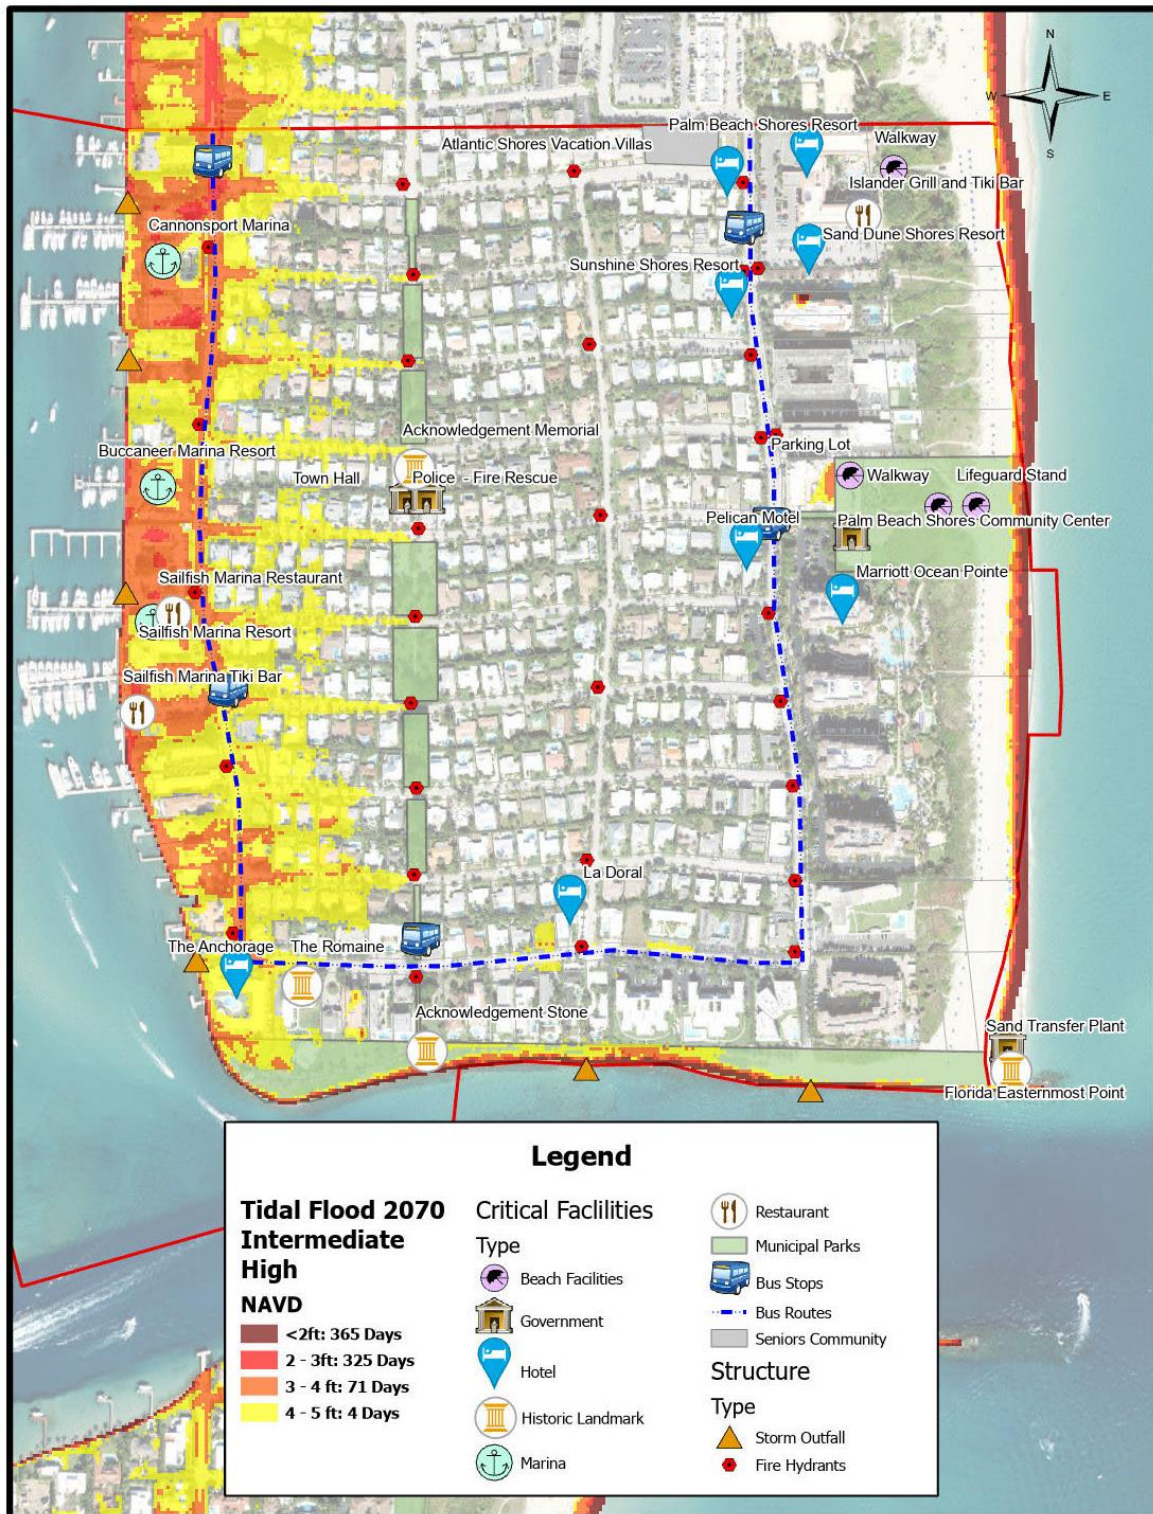 N
W
E
S
Palm Beach Shores Resort
Walkway
Atlantic Shores Vacation Villas
Islander Grill and Tiki Bar
Cannonsport Marina
Sand Dune Shores Resort
Sunshine Shores Resort
Acknowledgement Memorial
Parking Lot
Buccaneer Marina Resort
Town Hall
Police - Fire Rescue
Walkway
Lifeguard Stand
Pelican Motel
Palm Beach Shores Community Center
Sailfish Marina Restaurant
Marriott Ocean Pointe
Sailfish Marina Resort
Sailfish Marina Tiki Bar
La Doral
The Anchorage
The Romaine
Acknowledgement Stone
Sand Transfer Plant
Florida Easternmost Point
Legend
Tidal Flood 2070
Intermediate
High
NAVD
<2ft: 365 Days
2 - 3ft: 325 Days
3 - 4 ft: 71 Days
4 - 5 ft: 4 Days
Critical Facilities
Type
Beach Facilities
Government
Hotel
Historic Landmark
Marina
Restaurant
Municipal Parks
Bus Stops
Bus Routes
Seniors Community
Structure
Type
Storm Outfall
Fire Hydrants